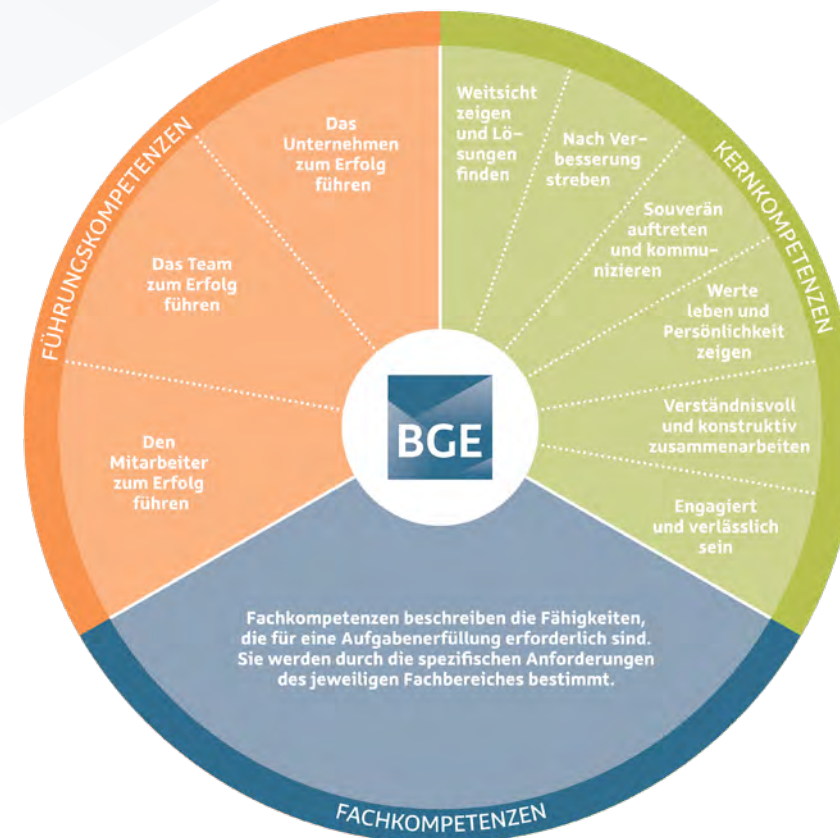 FÜHRUNGSKOMPETENZEN
Das
Unternehmen
zum Erfolg
führen
Das Team
zum Erfolg
führen
Den
Mitarbeiter
zum Erfolg
führen
KERNKOMPETENZEN
Weitsicht
zeigen
und Lö-
sungen
finden
Nach Ver-
besserung
streben
Souverän
auftreten
und kommu-
nizieren
Werte
leben und
Persönlichkeit
zeigen
Verständnisvoll
und konstruktiv
zusammenarbeiten
Engagiert
und verlässlich
sein
BGE
Fachkompetenzen beschreiben die Fähigkeiten,
die für eine Aufgabenerfüllung erforderlich sind.
Sie werden durch die spezifischen Anforderungen
des jeweiligen Fachbereiches bestimmt.
FACHKOMPETENZEN